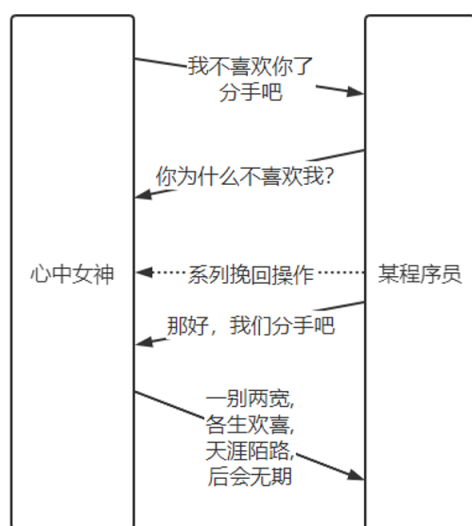 我不喜欢你了
分手吧
你为什么不喜欢我？
心中女神
系列挽回操作
某程序员
那好，我们分手吧
一别两宽,
各生欢喜,
天涯陌路,
后会无期